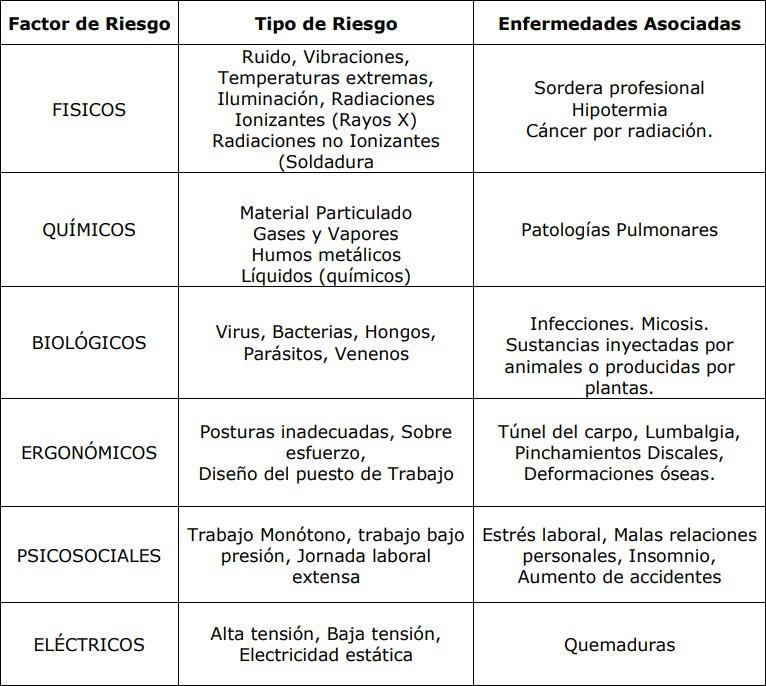 Factor de Riesgo
Tipo de Riesgo
Enfermedades Asociadas
FISICOS
Ruido, Vibraciones,
Temperaturas extremas,
Iluminación, Radiaciones
Ionizantes (Rayos X)
Radiaciones no Ionizantes
(Soldadura
Sordera profesional
Hipotermia
Cáncer por radiación.
QUÍMICOS
Material Particulado
Gases y Vapores
Humos metálicos
Líquidos (químicos)
Patologías Pulmonares
BIOLÓGICOS
Virus, Bacterias, Hongos,
Parásitos, Venenos
Infecciones. Micosis.
Sustancias inyectadas por
animales o producidas por
plantas.
ERGONÓMICOS
Posturas inadecuadas, Sobre
esfuerzo,
Diseño del puesto de Trabajo
Túnel del carpo, Lumbalgia,
Pinchamientos Discales,
Deformaciones óseas.
PSICOSOCIALES
Trabajo Monótono, trabajo bajo
presión, Jornada laboral
extensa
Estrés laboral, Malas relaciones
personales, Insomnio,
Aumento de accidentes
ELÉCTRICOS
Alta tensión, Baja tensión,
Electricidad estática
Quemaduras